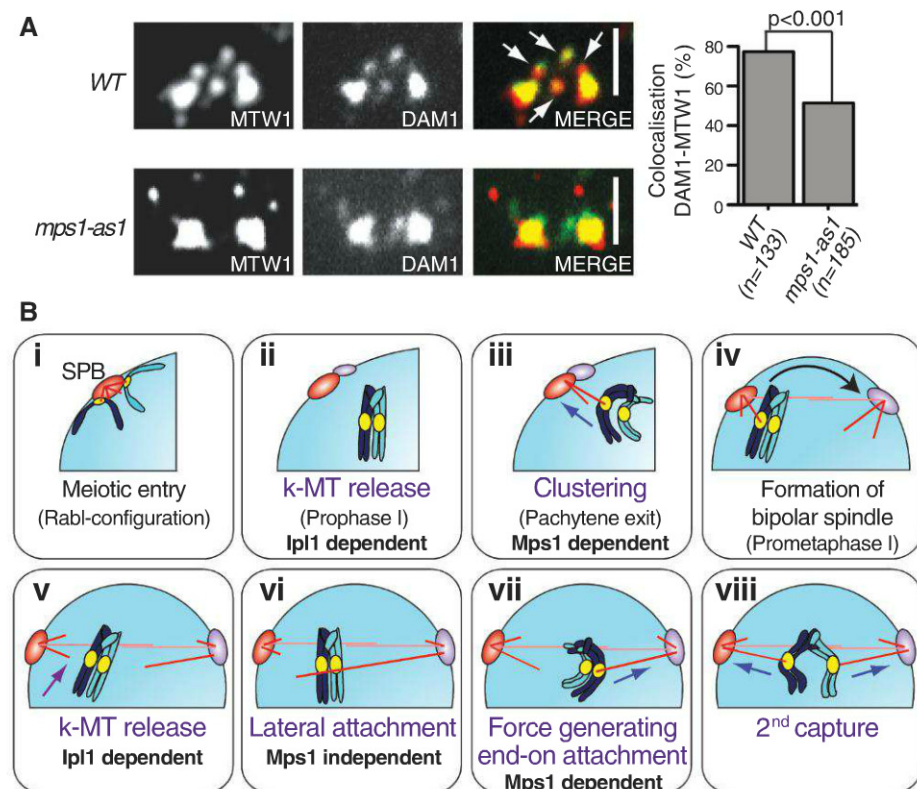 A
WT
MTW1
DAM1
MERGE
mps1-as1
MTW1
DAM1
MERGE
p<0.001
Colocalisation
DAM1-MTW1 (%)
80
60
40
20
0
WT
(n=133)
mps1-as1
(n=185)
B
i
SPB
Meiotic entry
(Rabl-configuration)
ii
k-MT release
(Prophase I)
Ipl1 dependent
iii
Clustering
(Pachytene exit)
Mps1 dependent
iv
Formation of
bipolar spindle
(Prometaphase I)
v
k-MT release
Ipl1 dependent
vi
Lateral attachment
Mps1 independent
vii
Force generating
end-on attachment
Mps1 dependent
viii
2nd capture